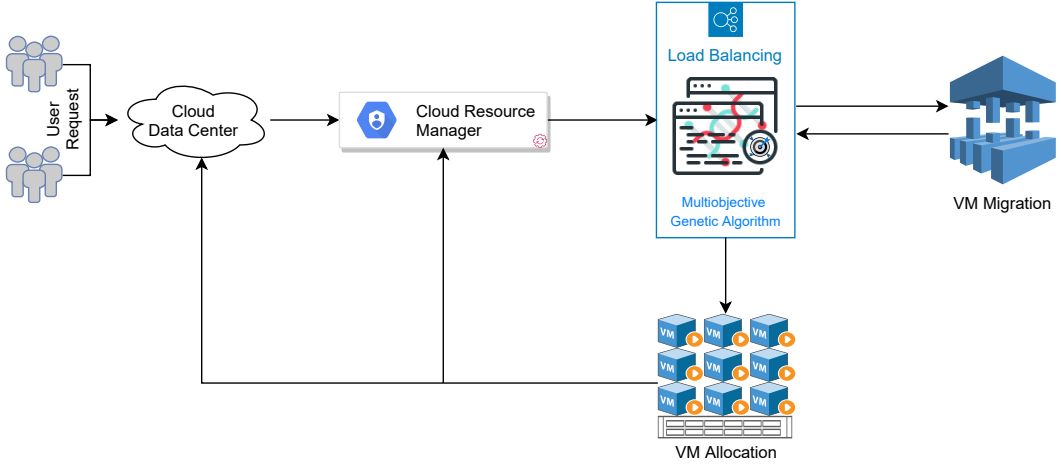 User
Request
Cloud
Data Center
Cloud Resource
Manager
Load Balancing
Multiobjective
Genetic Algorithm
VM Migration
VM
VM
VM
VM
VM
VM
VM
VM
VM
VM Allocation